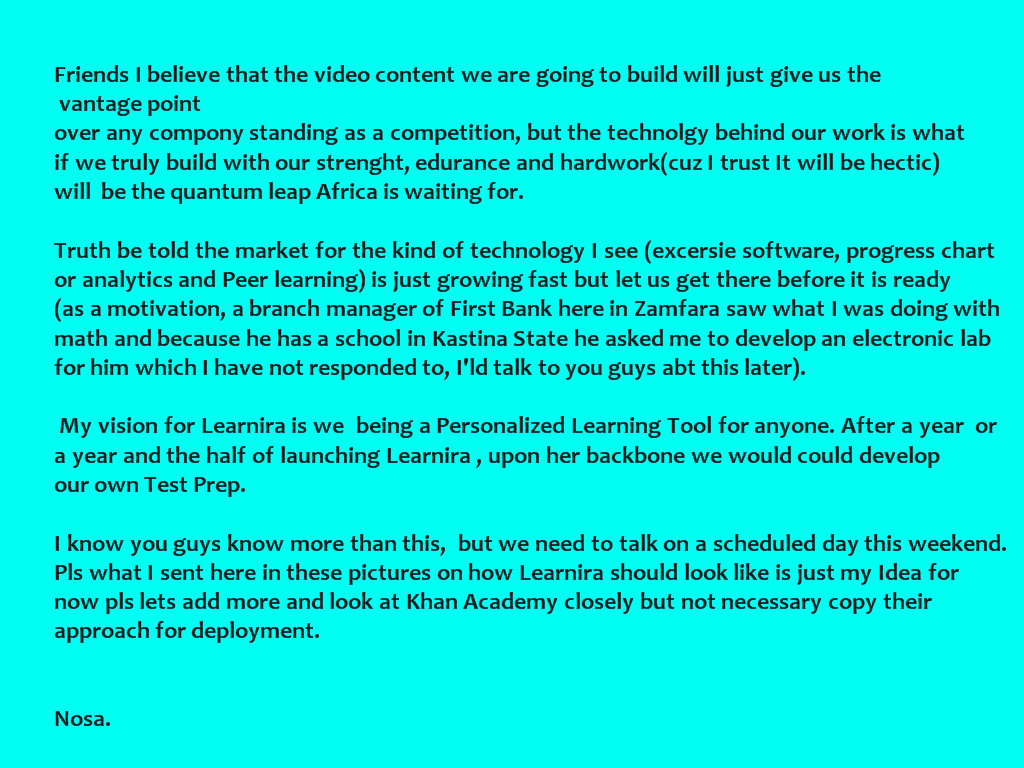 Friends I believe that the video content we are going to build will just give us the
vantage point
over any compony standing as a competition, but the technolgy behind our work is what
if we truly build with our strenght, edurance and hardwork(cuz I trust It will be hectic)
will  be the quantum leap Africa is waiting for.

Truth be told the market for the kind of technology I see (excersie software, progress chart
or analytics and Peer learning) is just growing fast but let us get there before it is ready
(as a motivation, a branch manager of First Bank here in Zamfara saw what I was doing with
math and because he has a school in Kastina State he asked me to develop an electronic lab
for him which I have not responded to, I'ld talk to you guys abt this later).

My vision for Learnira is we  being a Personalized Learning Tool for anyone. After a year  or
a year and the half of launching Learnira , upon her backbone we would could develop
our own Test Prep.

I know you guys know more than this,  but we need to talk on a scheduled day this weekend.
Pls what I sent here in these pictures on how Learnira should look like is just my Idea for
now pls lets add more and look at Khan Academy closely but not necessary copy their
approach for deployment.

Nosa.